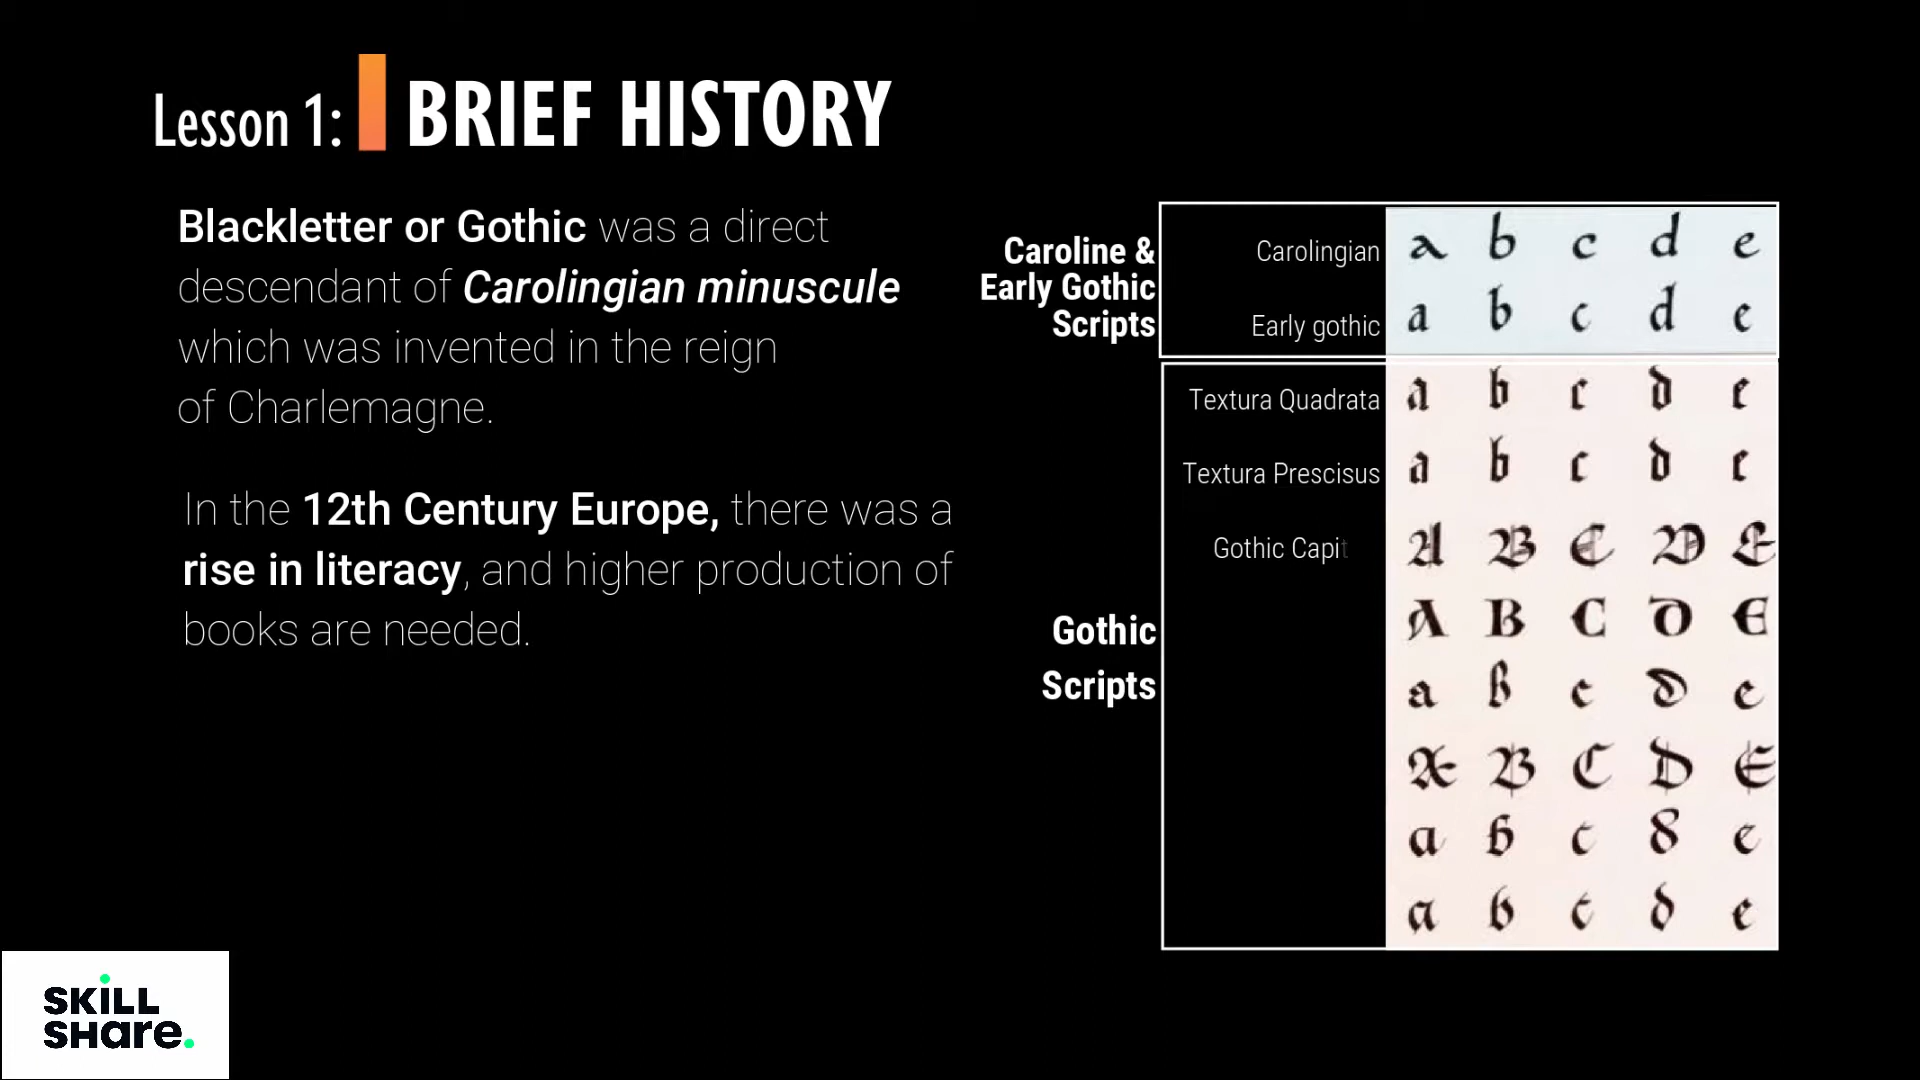 Lesson 1: BRIEF HISTORY
Blackletter or Gothic was a direct
descendant of Carolingian minuscule
which was invented in the reign
of Charlemagne.
In the 12th Century Europe, there was a
rise in literacy, and higher production of
books are needed.
Caroline &
Early Gothic
Scripts
Carolingian a b c d e
Early gothic a b c d e
Gothic
Scripts
Textura Quadrata a b c d e
Textura Prescisus a b c d e
Gothic Capit A B C D E
A B C D E
a b c d e
A B C D E
a b c d e
a b c d e
SKILL
SHARE.